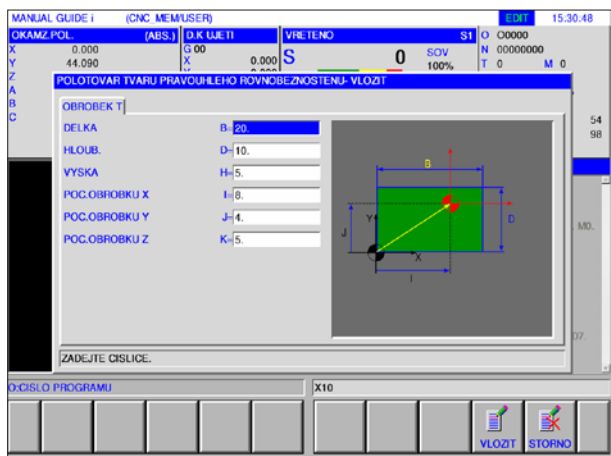 MANUAL GUIDE i (CNC_MEM/USER) EDIT 15.30.48
OKAMZ.POL. (ABS.) D.K UJETI VRETENO S1 O O0000
X 0.000 G 00 S 0 SOV 100% N 00000000
Y 44.090 X 0.000 T 0 M 0
Z
A
B
C
54
98
POLOTOVAR TVARU PRAVOUHLEHO ROVNOBEZNOSTENU- VLOZIT
OBROBEK T
DELKA B= 20.
HLOUB. D= 10.
VYSKA H= 5.
POC.OBROBKU X I= 8.
POC.OBROBKU Y J= 4.
POC.OBROBKU Z K= 5.
B
D
J
Y
X
I
M0.
D7.
ZADEJTE CISLICE.
O:CISLO PROGRAMU X10
VLOZIT STORNO